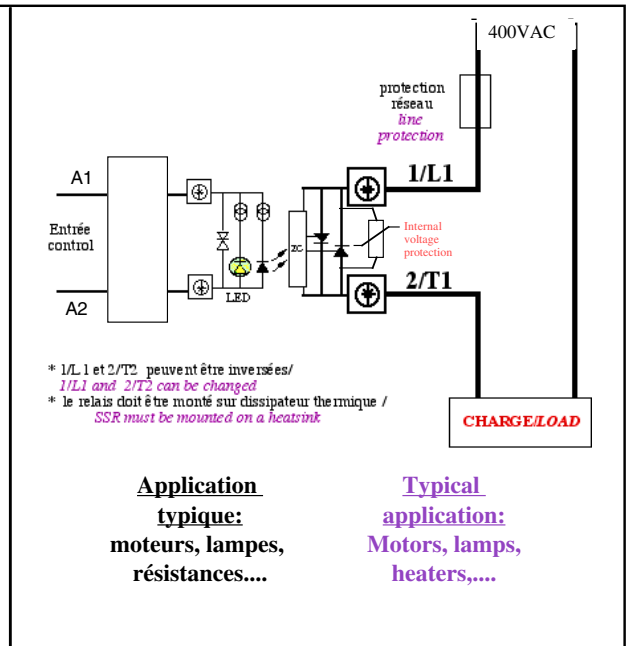 400VAC
protection
réseau
line
protection
A1
1/L1
Entrée
control
ZC
Internal
voltage
protection
A2
LED
2/T1
* 1/L1 et 2/T2 peuvent être inversées/
1/L1 and 2/T2 can be changed
* le relais doit être monté sur dissipateur thermique /
SSR must be mounted on a heatsink
CHARGE/LOAD
Application
typique:
moteurs, lampes,
résistances....
Typical
application:
Motors, lamps,
heaters,....